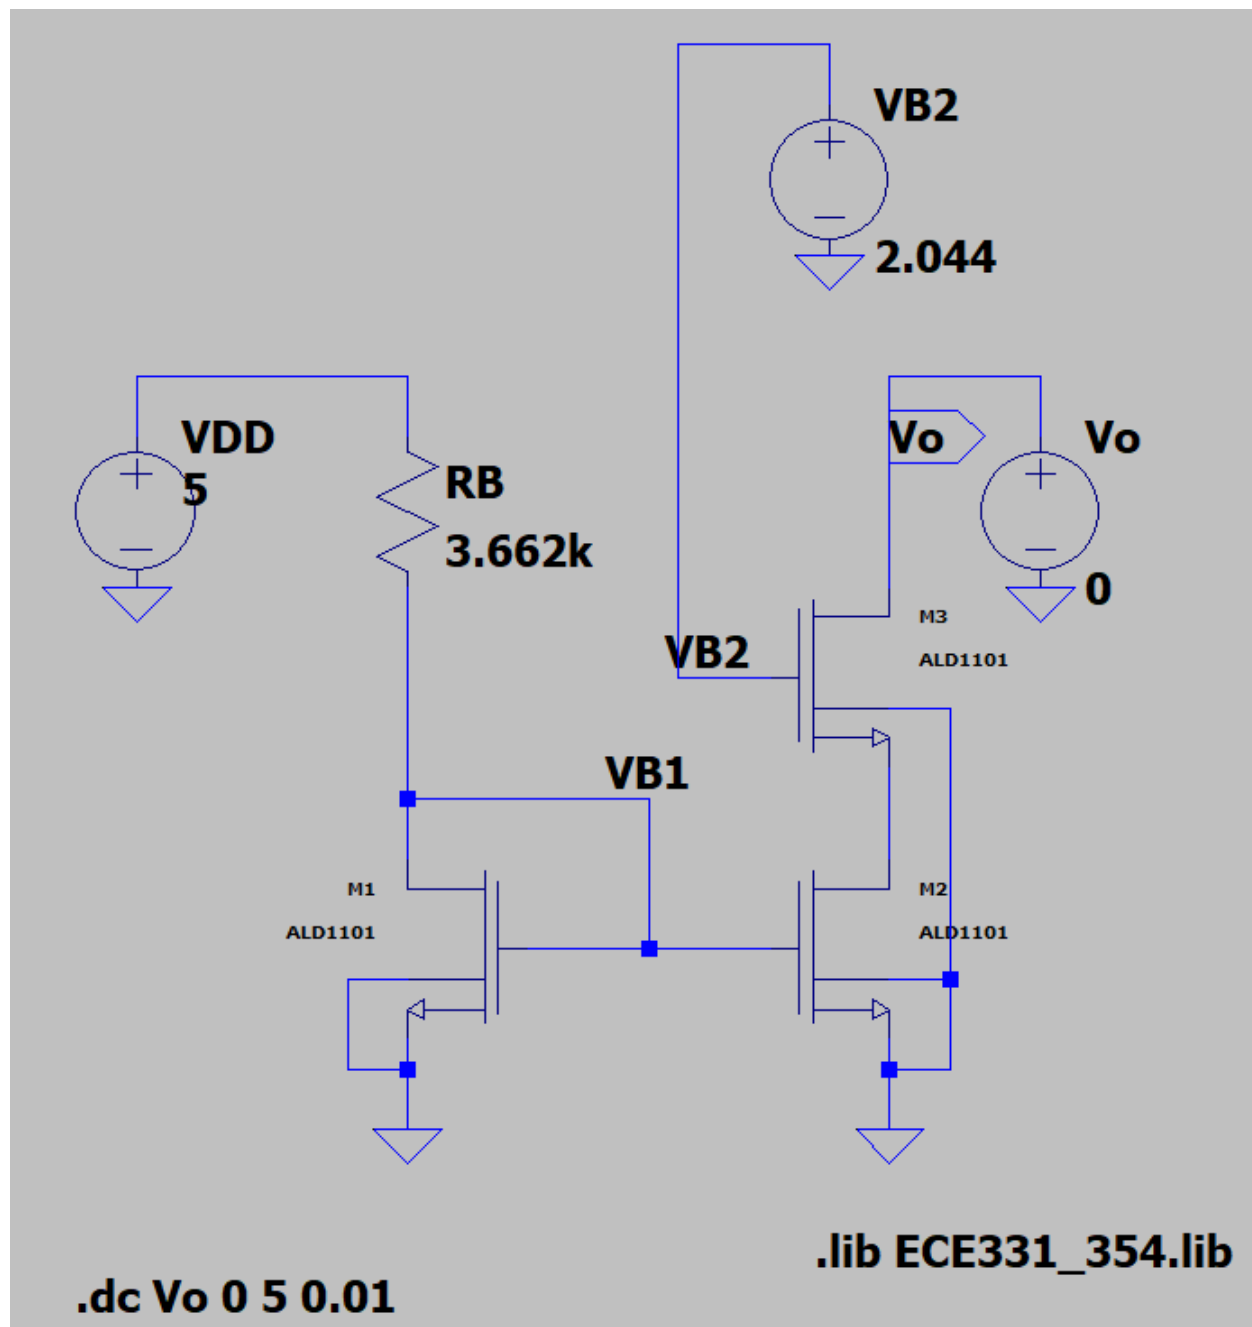 VB2
2.044
VDD
5
RB
3.662k
Vo
Vo
0
M3
ALD1101
VB2
VB1
M1
ALD1101
M2
ALD1101
.lib ECE331_354.lib
.dc Vo 0 5 0.01